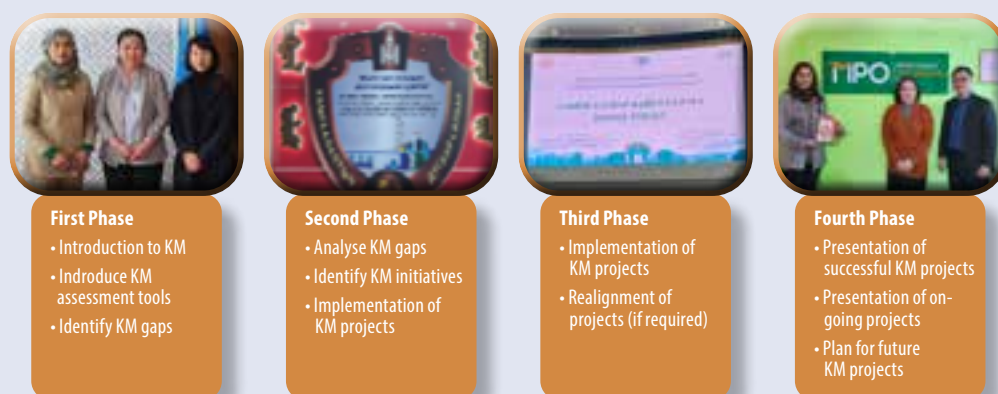 MPO
First Phase
• Introduction to KM
• Indroduce KM
assessment tools
• Identify KM gaps
Second Phase
• Analyse KM gaps
• Identify KM initiatives
• Implementation of
KM projects
Third Phase
• Implementation of
KM projects
• Realignment of
projects (if required)
Fourth Phase
• Presentation of
successful KM projects
• Presentation of on-
going projects
• Plan for future
KM projects